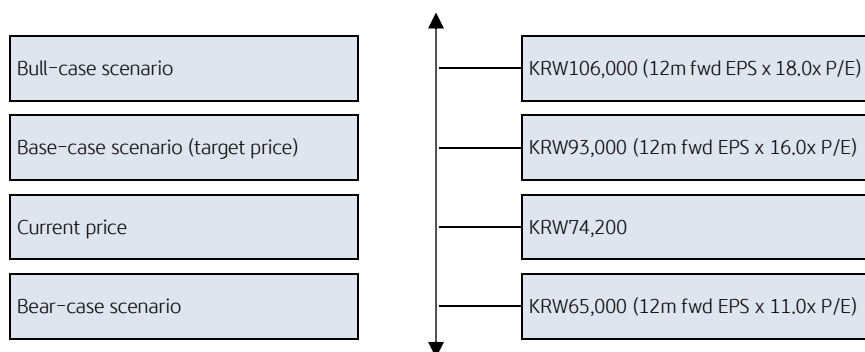 Bull-case scenario
KRW106,000 (12m fwd EPS x 18.0x P/E)
Base-case scenario (target price)
KRW93,000 (12m fwd EPS x 16.0x P/E)
Current price
KRW74,200
Bear-case scenario
KRW65,000 (12m fwd EPS x 11.0x P/E)